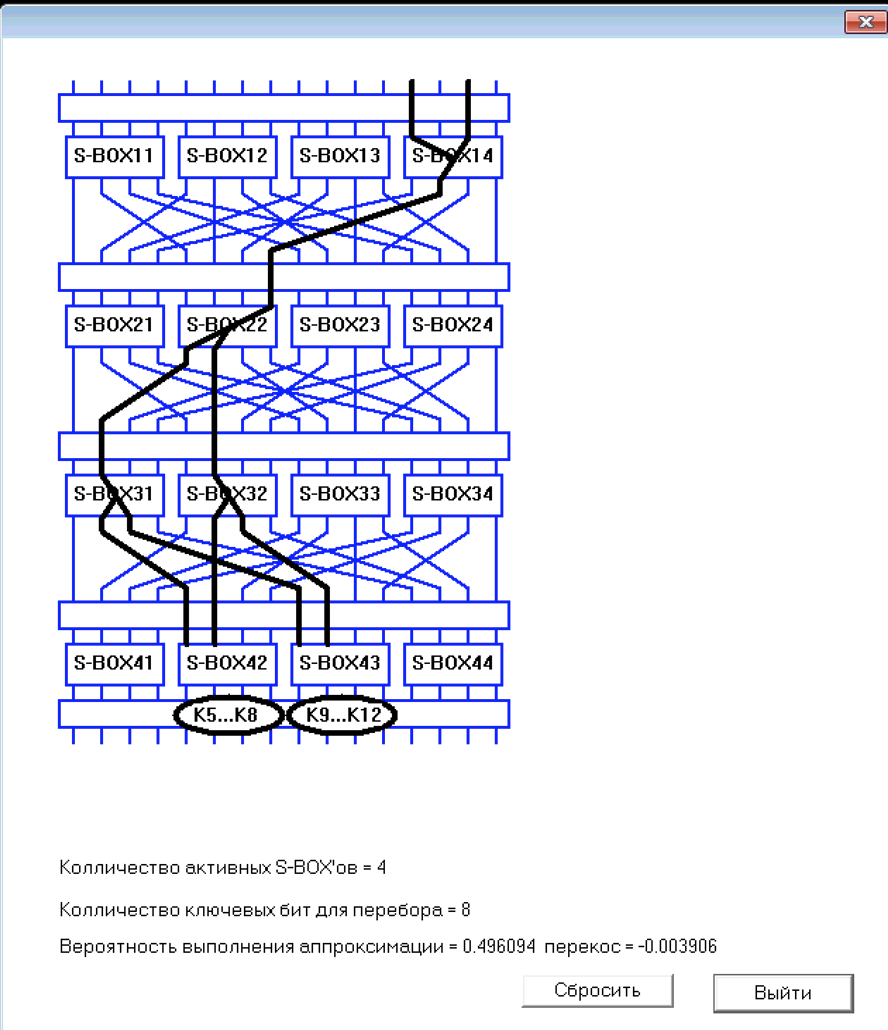 S-BOX11 S-BOX12 S-BOX13 S-BOX14
S-BOX21 S-BOX22 S-BOX23 S-BOX24
S-BOX31 S-BOX32 S-BOX33 S-BOX34
S-BOX41 S-BOX42 S-BOX43 S-BOX44
K5...K8 K9...K12
Колличество активных S-BOX'ов = 4
Колличество ключевых бит для перебора = 8
Вероятность выполнения аппроксимации = 0.496094 перекос = -0.003906
Сбросить Выйти